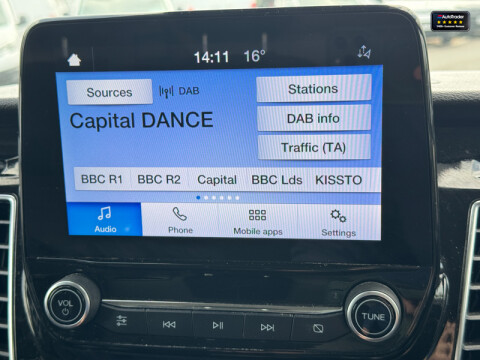 AutoTrader
14:11 16°
Sources DAB
Stations
Capital DANCE
DAB info
Traffic (TA)
BBC R1 BBC R2 Capital BBC Lds KISSTO
Audio Phone Mobile apps Settings
VOL TUNE